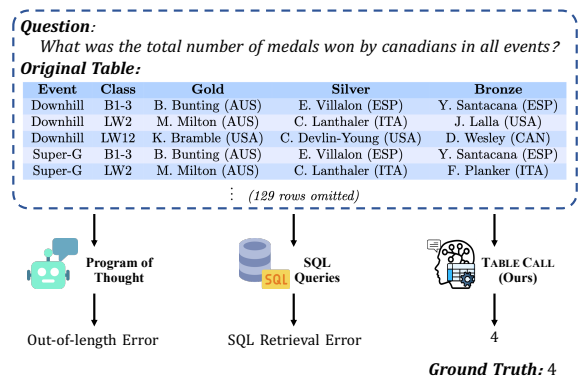 Question:
What was the total number of medals won by canadians in all events?
Original Table:
Event Class Gold Silver Bronze
Downhill B1-3 B. Bunting (AUS) E. Villalon (ESP) Y. Santacana (ESP)
Downhill LW2 M. Milton (AUS) C. Lanthaler (ITA) J. Lalla (USA)
Downhill LW12 K. Bramble (USA) C. Devlin-Young (USA) D. Wesley (CAN)
Super-G B1-3 B. Bunting (AUS) E. Villalon (ESP) Y. Santacana (ESP)
Super-G LW2 M. Milton (AUS) C. Lanthaler (ITA) F. Planker (ITA)
⋮ (129 rows omitted)
Program of
Thought
SQL
SQL
Queries
TABLE CALL
(Ours)
Out-of-length Error
SQL Retrieval Error
4
Ground Truth: 4